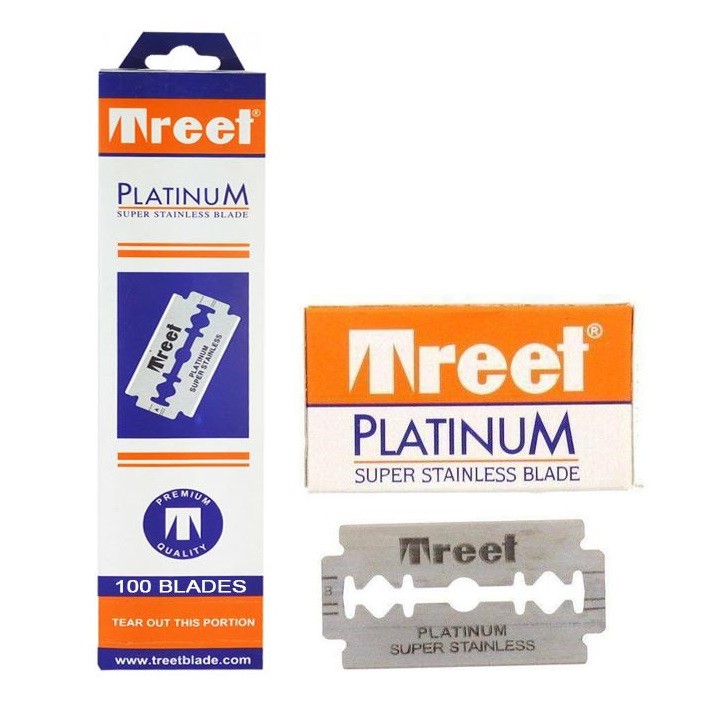 Treet®
PLATINUM
SUPER STAINLESS BLADE
Treet
PLATINUM
SUPER STAINLESS
A
PREMIUM
T
QUALITY
100 BLADES
TEAR OUT THIS PORTION
www.treetblade.com
Treet®
PLATINUM
SUPER STAINLESS BLADE
Treet
B
PLATINUM
SUPER STAINLESS